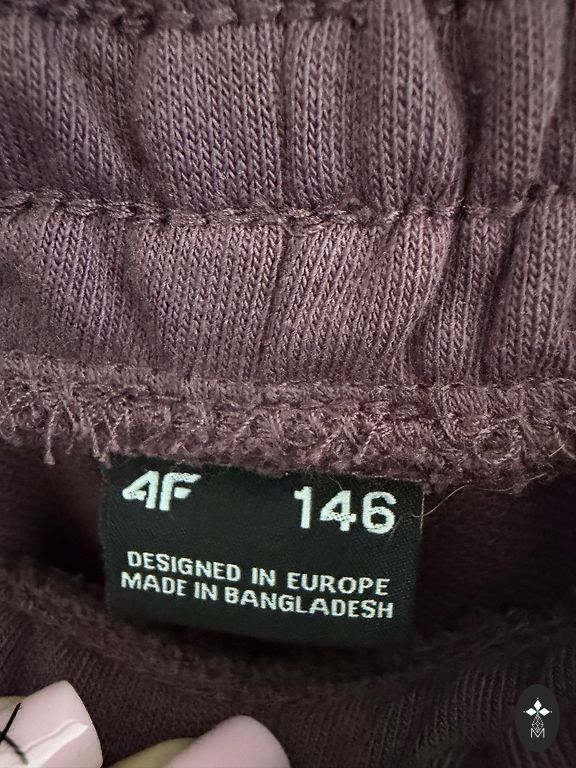 4F 146
DESIGNED IN EUROPE
MADE IN BANGLADESH
M